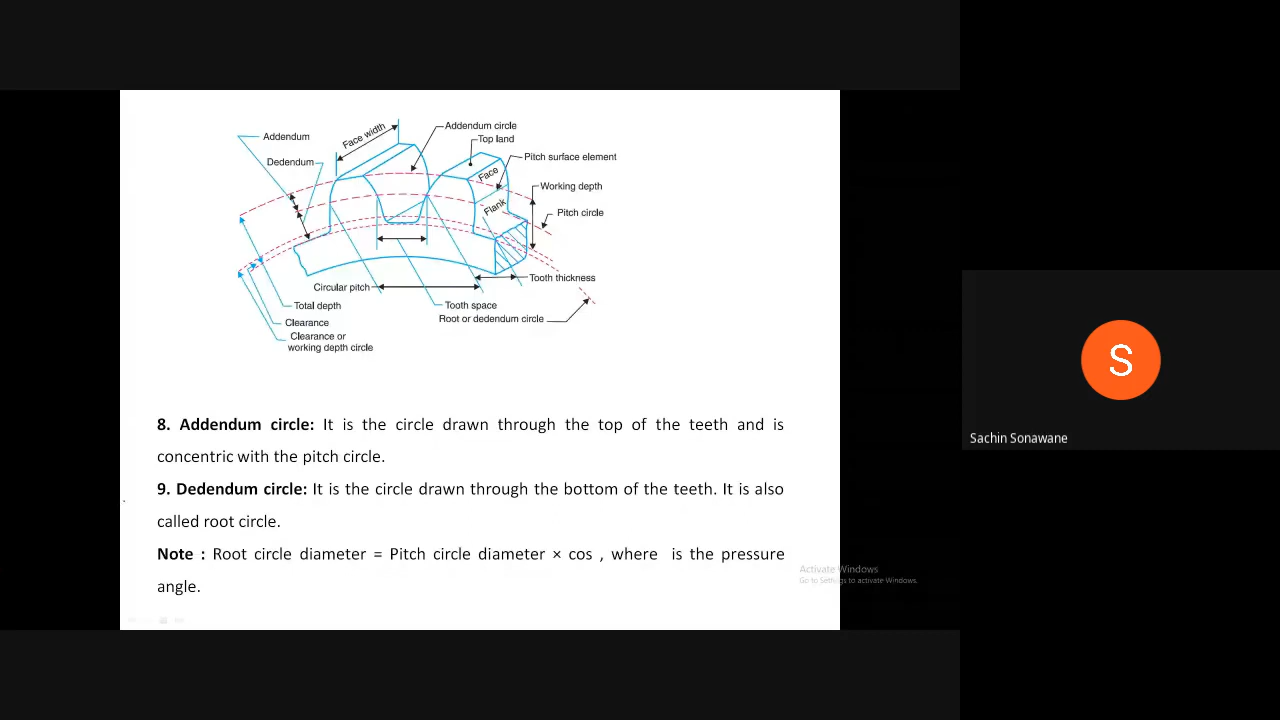 Addendum
Face width
Addendum circle
Top land
Dedendum
Pitch surface element
Face
Working depth
Flank
Pitch circle
Tooth thickness
Circular pitch
Total depth
Tooth space
Clearance
Root or dedendum circle
Clearance or
working depth circle
8. Addendum circle: It is the circle drawn through the top of the teeth and is
concentric with the pitch circle.
9. Dedendum circle: It is the circle drawn through the bottom of the teeth. It is also
called root circle.
Note : Root circle diameter = Pitch circle diameter × cos , where is the pressure
angle.
Activate Windows
Go to Settings to activate Windows.
S
Sachin Sonawane